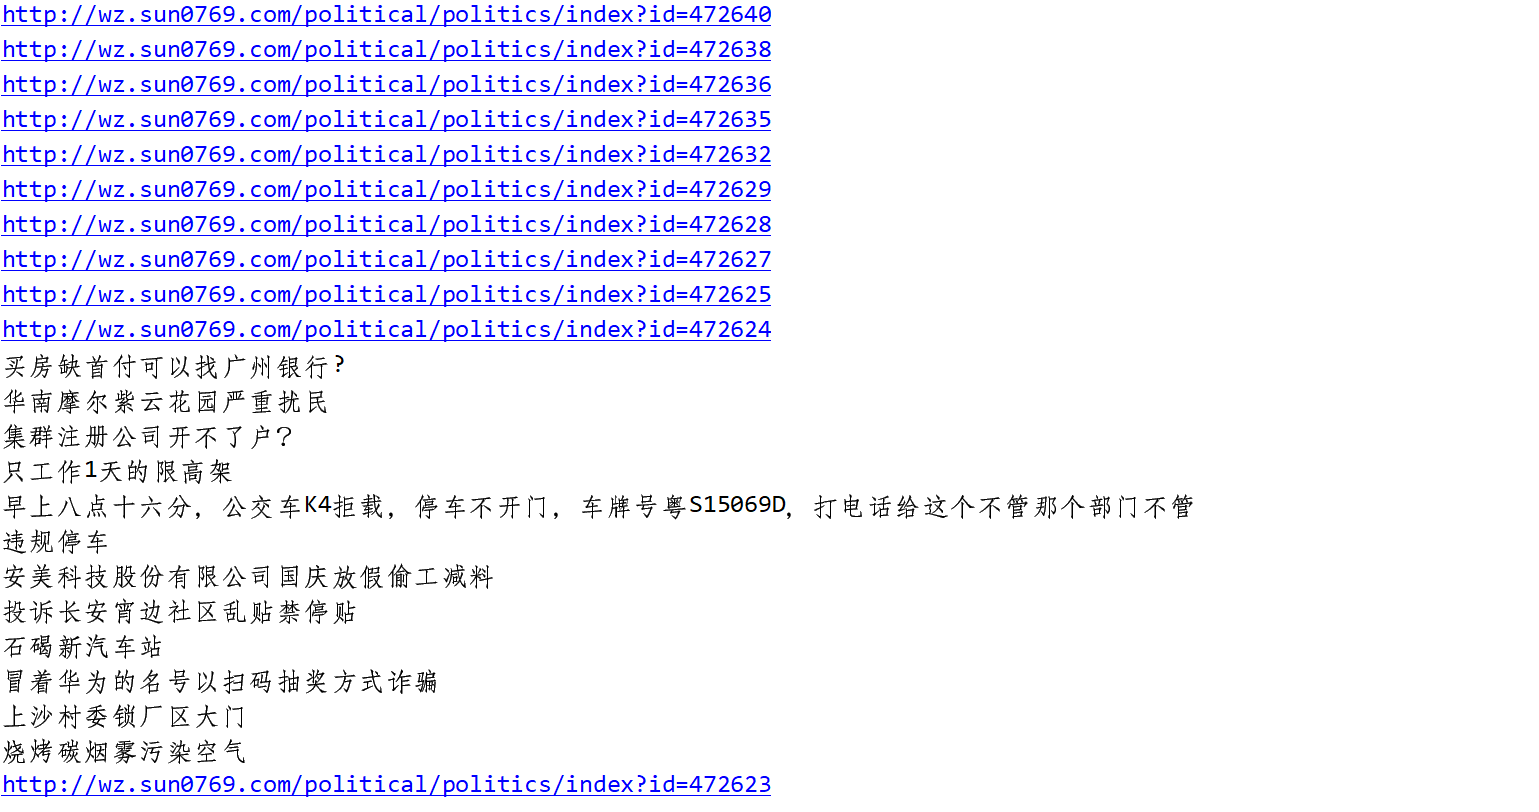 http://wz.sun0769.com/political/politics/index?id=472640
http://wz.sun0769.com/political/politics/index?id=472638
http://wz.sun0769.com/political/politics/index?id=472636
http://wz.sun0769.com/political/politics/index?id=472635
http://wz.sun0769.com/political/politics/index?id=472632
http://wz.sun0769.com/political/politics/index?id=472629
http://wz.sun0769.com/political/politics/index?id=472628
http://wz.sun0769.com/political/politics/index?id=472627
http://wz.sun0769.com/political/politics/index?id=472625
http://wz.sun0769.com/political/politics/index?id=472624
买房缺首付可以找广州银行?
华南摩尔紫云花园严重扰民
集群注册公司开不了户?
只工作1天的限高架
早上八点十六分，公交车K4拒载，停车不开门，车牌号粤S15069D，打电话给这个不管那个部门不管
违规停车
安美科技股份有限公司国庆放假偷工减料
投诉长安宵边社区乱贴禁停贴
石碣新汽车站
冒着华为的名号以扫码抽奖方式诈骗
上沙村委锁厂区大门
烧烤碳烟雾污染空气
http://wz.sun0769.com/political/politics/index?id=472623